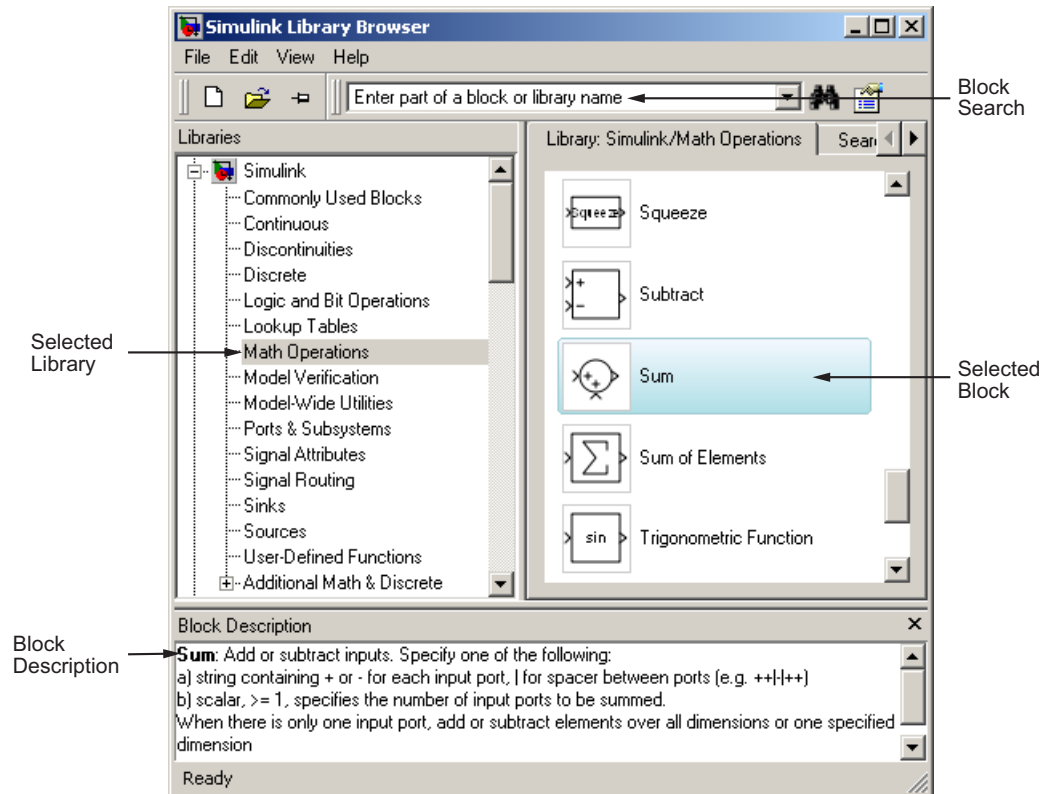 Simulink Library Browser
File Edit View Help
Enter part of a block or library name
Block
Search
Libraries
Library: Simulink/Math Operations
Sear
Simulink
Commonly Used Blocks
Continuous
Discontinuities
Discrete
Logic and Bit Operations
Lookup Tables
Math Operations
Model Verification
Model-Wide Utilities
Ports & Subsystems
Signal Attributes
Signal Routing
Sinks
Sources
User-Defined Functions
Additional Math & Discrete
Selected
Library
Squeeze
Squeeze
+
−
Subtract
+
+
Sum
Selected
Block
Σ
Sum of Elements
sin
Trigonometric Function
Block Description
Block
Description
Sum: Add or subtract inputs. Specify one of the following:
a) string containing + or - for each input port, | for spacer between ports (e.g. ++|-|++)
b) scalar, >= 1, specifies the number of input ports to be summed.
When there is only one input port, add or subtract elements over all dimensions or one specified
dimension
Ready